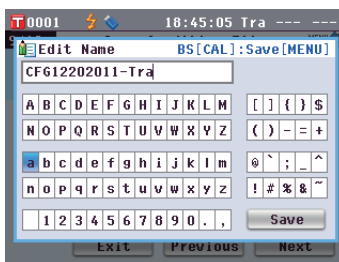 T0001 18:45:05 Tra --- ---
Edit Name BS[CAL]:Save[MENU]
CFG12202011-Tra
A B C D E F G H I J K L M [ ] { } $
N O P Q R S T U V W X Y Z ( ) - = +
a b c d e f g h i j k l m @ ` ; _ ^
n o p q r s t u v w x y z ! # % & ~
1 2 3 4 5 6 7 8 9 0 . , Save
Exit Previous Next